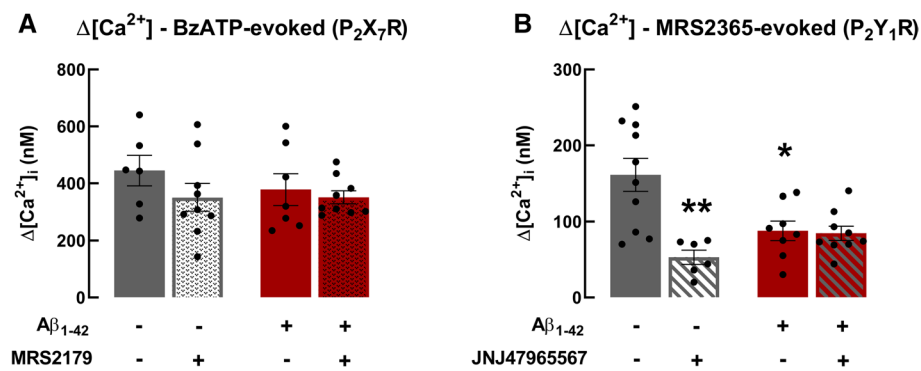 A Δ[Ca²⁺] - BzATP-evoked (P₂X₇R)
Δ[Ca²⁺]ᵢ (nM)
800
600
400
200
0
Aβ₁₋₄₂ - - + +
MRS2179 - + - +
B Δ[Ca²⁺] - MRS2365-evoked (P₂Y₁R)
Δ[Ca²⁺]ᵢ (nM)
300
200
100
0
**
*
Aβ₁₋₄₂ - - + +
JNJ47965567 - + - +